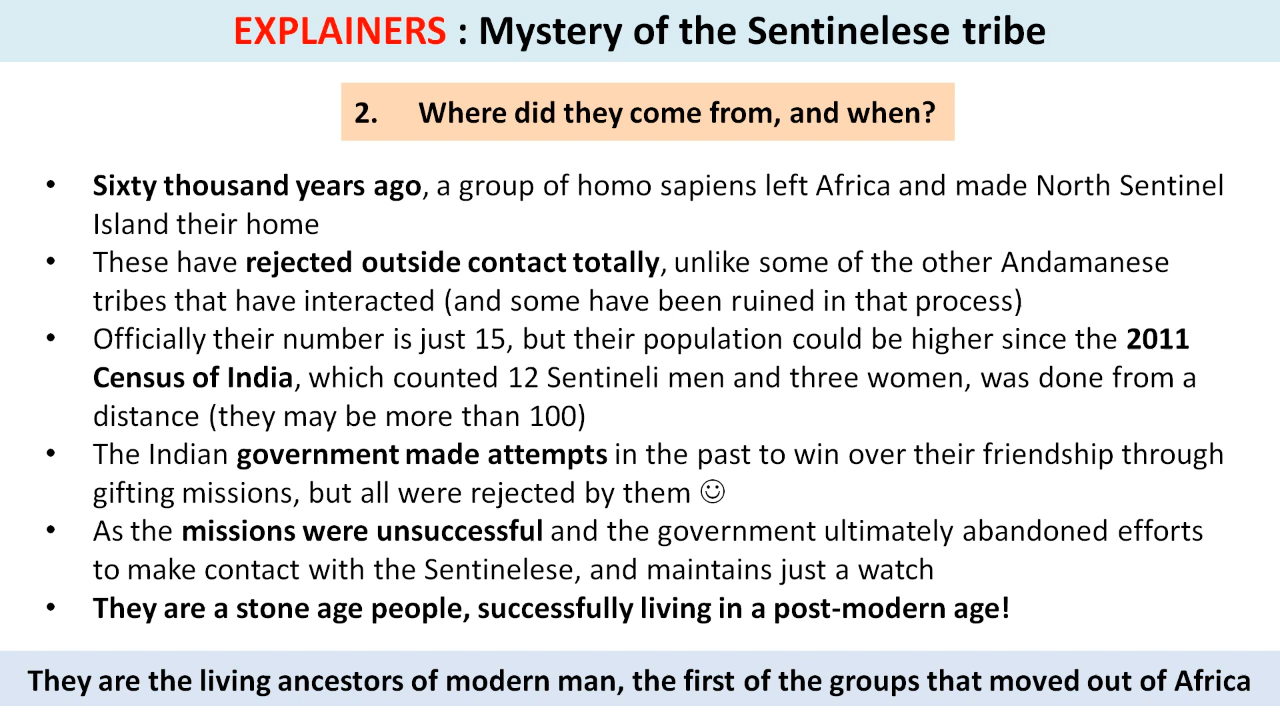 EXPLAINERS : Mystery of the Sentinelese tribe
2. Where did they come from, and when?
• Sixty thousand years ago, a group of homo sapiens left Africa and made North Sentinel
Island their home
• These have rejected outside contact totally, unlike some of the other Andamanese
tribes that have interacted (and some have been ruined in that process)
• Officially their number is just 15, but their population could be higher since the 2011
Census of India, which counted 12 Sentineli men and three women, was done from a
distance (they may be more than 100)
• The Indian government made attempts in the past to win over their friendship through
gifting missions, but all were rejected by them ☺
• As the missions were unsuccessful and the government ultimately abandoned efforts
to make contact with the Sentinelese, and maintains just a watch
• They are a stone age people, successfully living in a post-modern age!
They are the living ancestors of modern man, the first of the groups that moved out of Africa